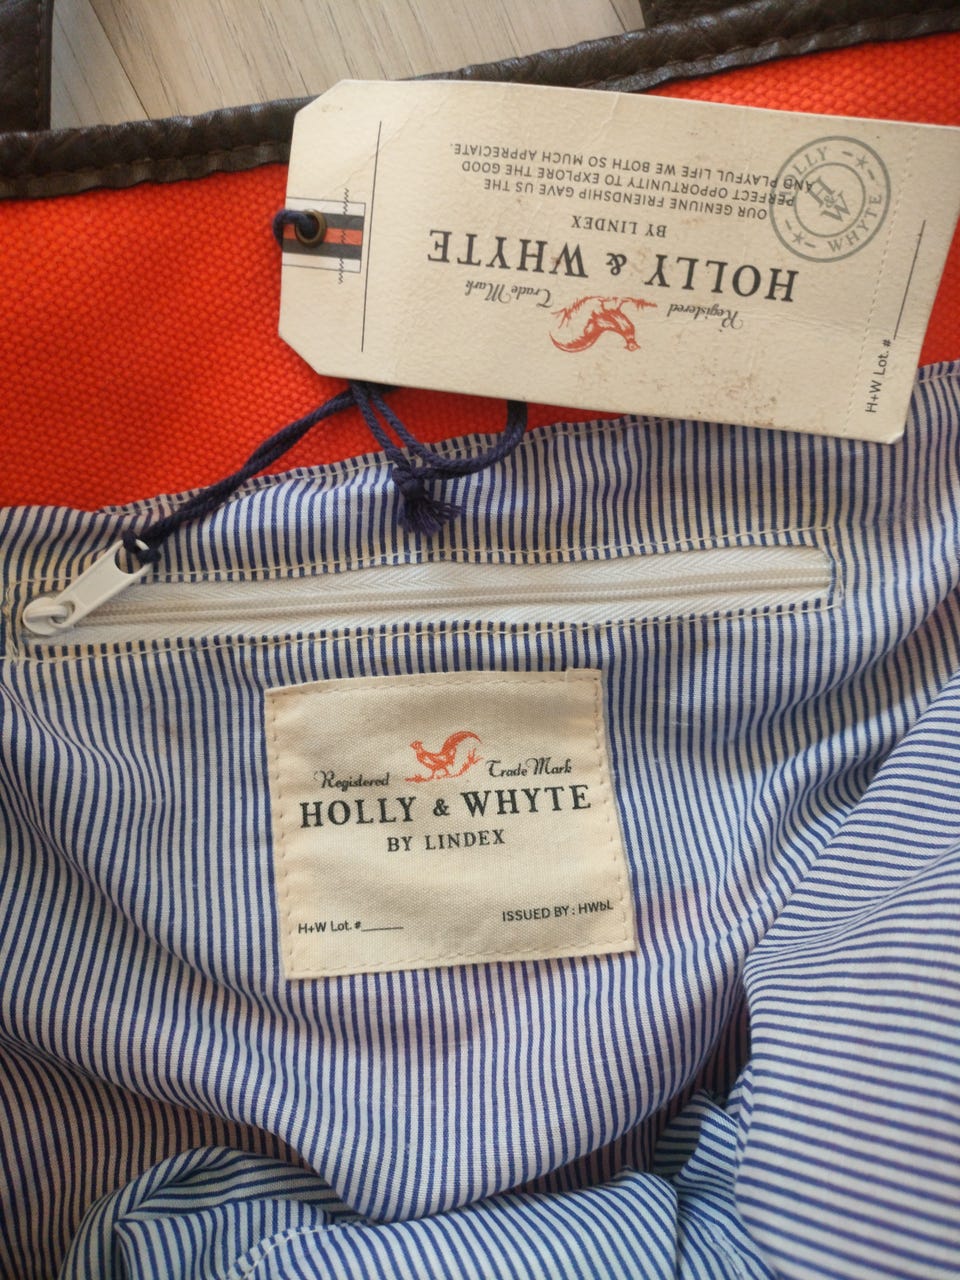 OUR GENIUNE FRIENDSHIP GAVE US THE
PERFECT OPPORTUNITY TO EXPLORE THE GOOD
AND PLAYFUL LIFE WE BOTH SO MUCH APPRECIATE.
BY LINDEX
HOLLY & WHYTE
Registered Trade Mark
HOLLY
H&W
WHYTE
H+W Lot. #
Registered Trade Mark
HOLLY & WHYTE
BY LINDEX
H+W Lot. #
ISSUED BY: HWbL